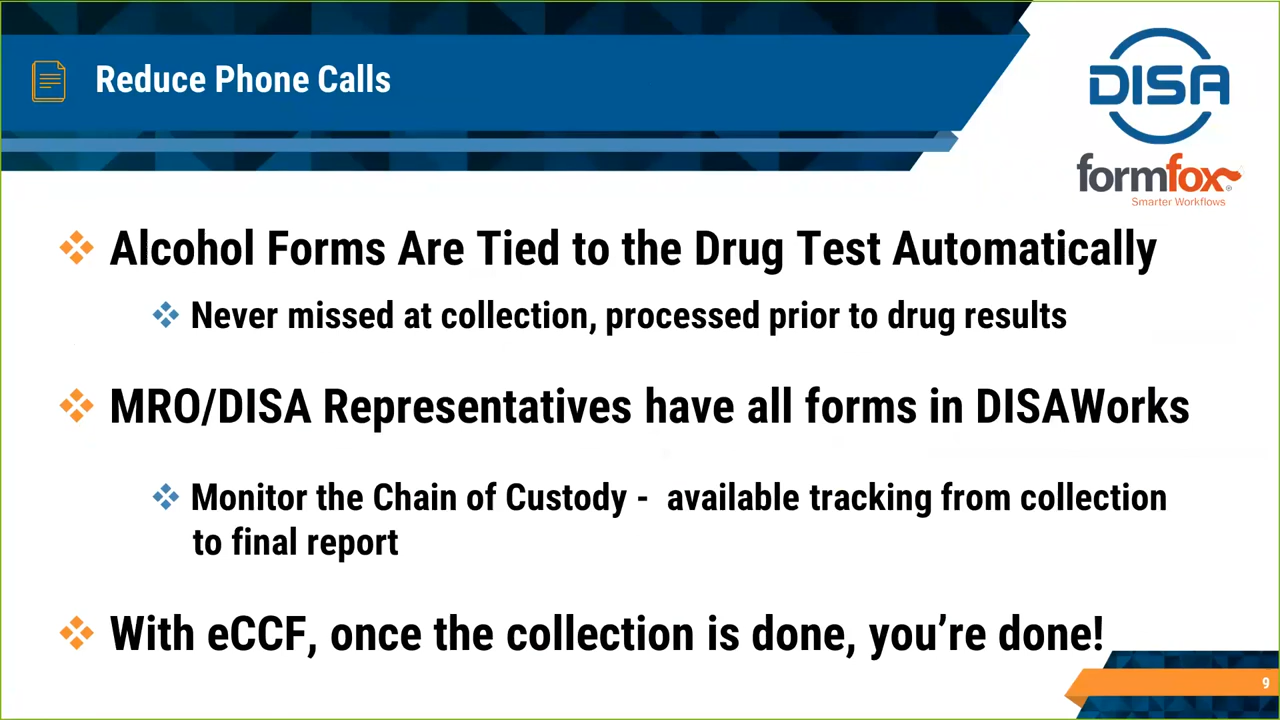 Reduce Phone Calls
DISA
formfox®
Smarter Workflows
Alcohol Forms Are Tied to the Drug Test Automatically
Never missed at collection, processed prior to drug results
MRO/DISA Representatives have all forms in DISAWorks
Monitor the Chain of Custody - available tracking from collection
to final report
With eCCF, once the collection is done, you’re done!
9